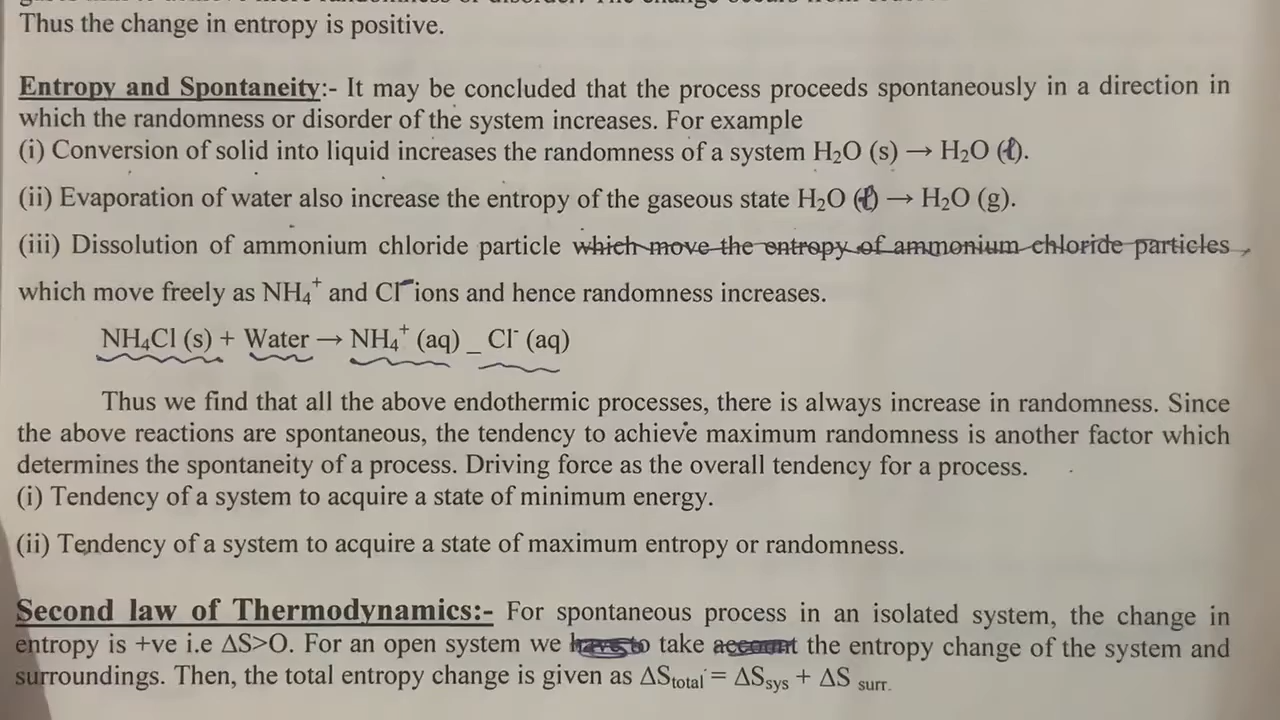 Thus the change in entropy is positive.
Entropy and Spontaneity:- It may be concluded that the process proceeds spontaneously in a direction in
which the randomness or disorder of the system increases. For example
(i) Conversion of solid into liquid increases the randomness of a system H₂O (s) → H₂O (ℓ).
(ii) Evaporation of water also increase the entropy of the gaseous state H₂O (ℓ) → H₂O (g).
(iii) Dissolution of ammonium chloride particle which move the entropy of ammonium chloride particles
which move freely as NH₄⁺ and Cl⁻ ions and hence randomness increases.
NH₄Cl (s) + Water → NH₄⁺ (aq) _ Cl⁻ (aq)
Thus we find that all the above endothermic processes, there is always increase in randomness. Since
the above reactions are spontaneous, the tendency to achieve maximum randomness is another factor which
determines the spontaneity of a process. Driving force as the overall tendency for a process.
(i) Tendency of a system to acquire a state of minimum energy.
(ii) Tendency of a system to acquire a state of maximum entropy or randomness.
Second law of Thermodynamics:- For spontaneous process in an isolated system, the change in
entropy is +ve i.e ΔS>O. For an open system we have to take account the entropy change of the system and
surroundings. Then, the total entropy change is given as ΔStotal = ΔSsys + ΔS surr.